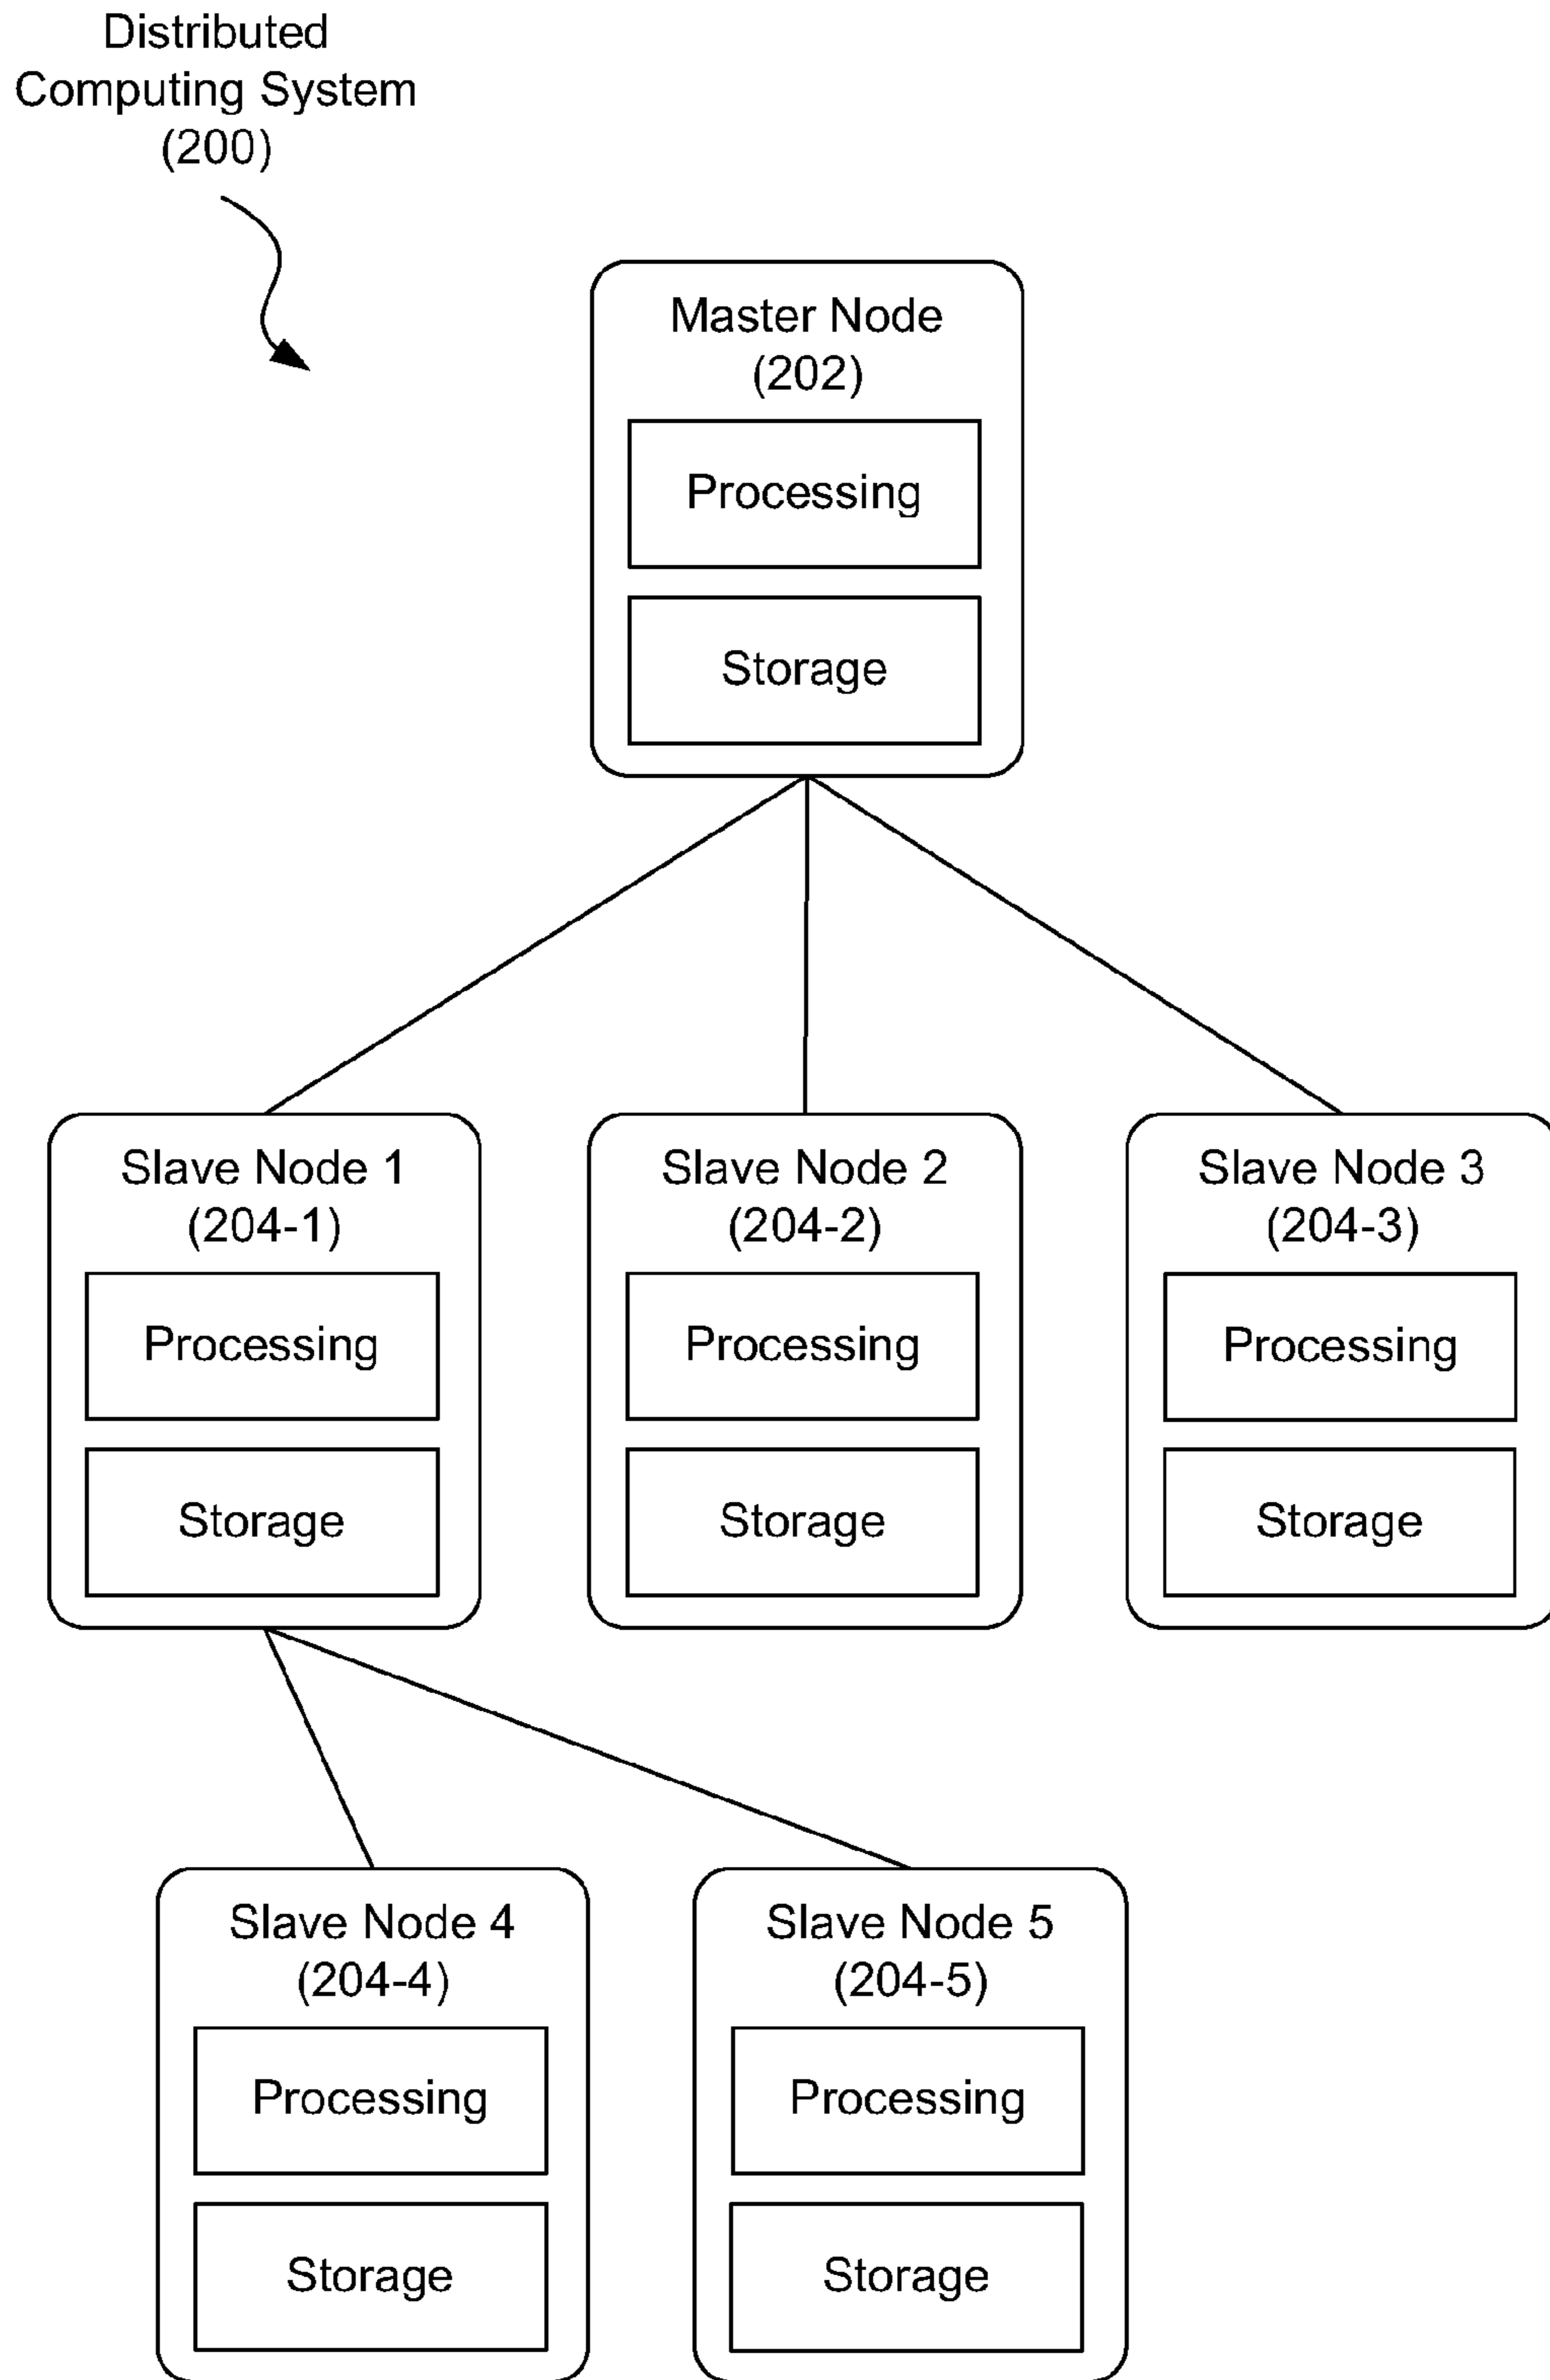 Distributed
Computing System
(200)
Master Node
(202)
Processing
Storage
Slave Node 1
(204-1)
Processing
Storage
Slave Node 2
(204-2)
Processing
Storage
Slave Node 3
(204-3)
Processing
Storage
Slave Node 4
(204-4)
Processing
Storage
Slave Node 5
(204-5)
Processing
Storage